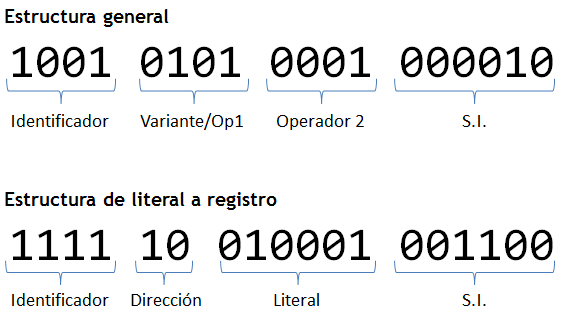 Estructura general
1001 0101 0001 000010
Identificador Variante/Op1 Operador 2 S.I.
Estructura de literal a registro
1111 10 010001 001100
Identificador Dirección Literal S.I.